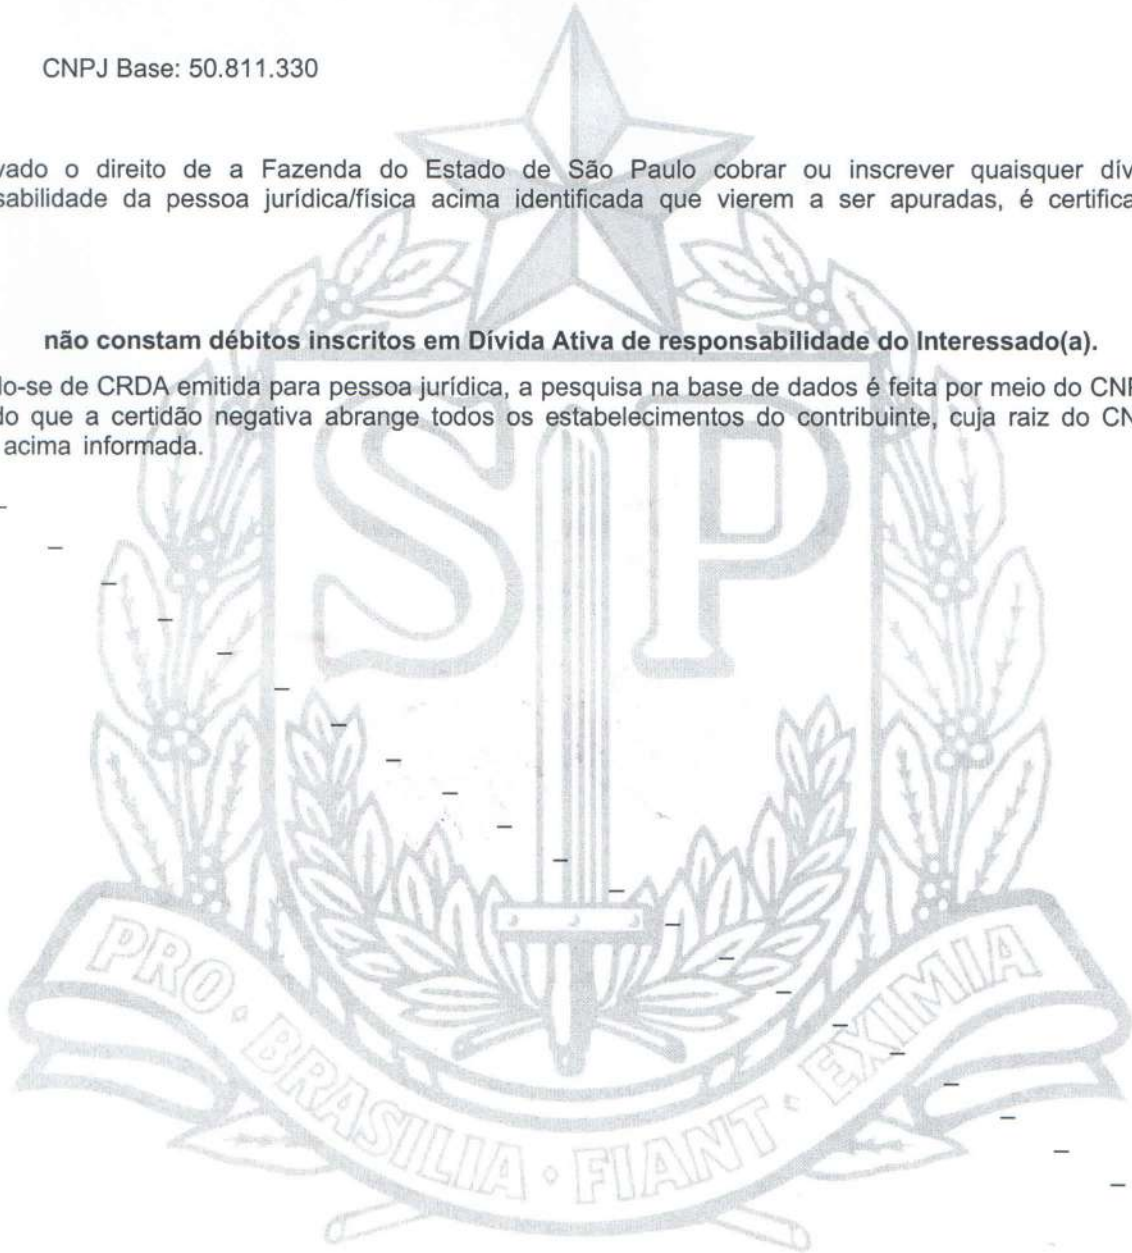 CNPJ Base: 50.811.330
vado o direito de a Fazenda do Estado de São Paulo cobrar ou inscrever quaisquer dív
sabilidade da pessoa jurídica/física acima identificada que vierem a ser apuradas, é certifica
não constam débitos inscritos em Dívida Ativa de responsabilidade do Interessado(a).
do-se de CRDA emitida para pessoa jurídica, a pesquisa na base de dados é feita por meio do CNP
do que a certidão negativa abrange todos os estabelecimentos do contribuinte, cuja raiz do CN
acima informada.
SP
PRO · BRASILIA · FIANT · EXIMIA